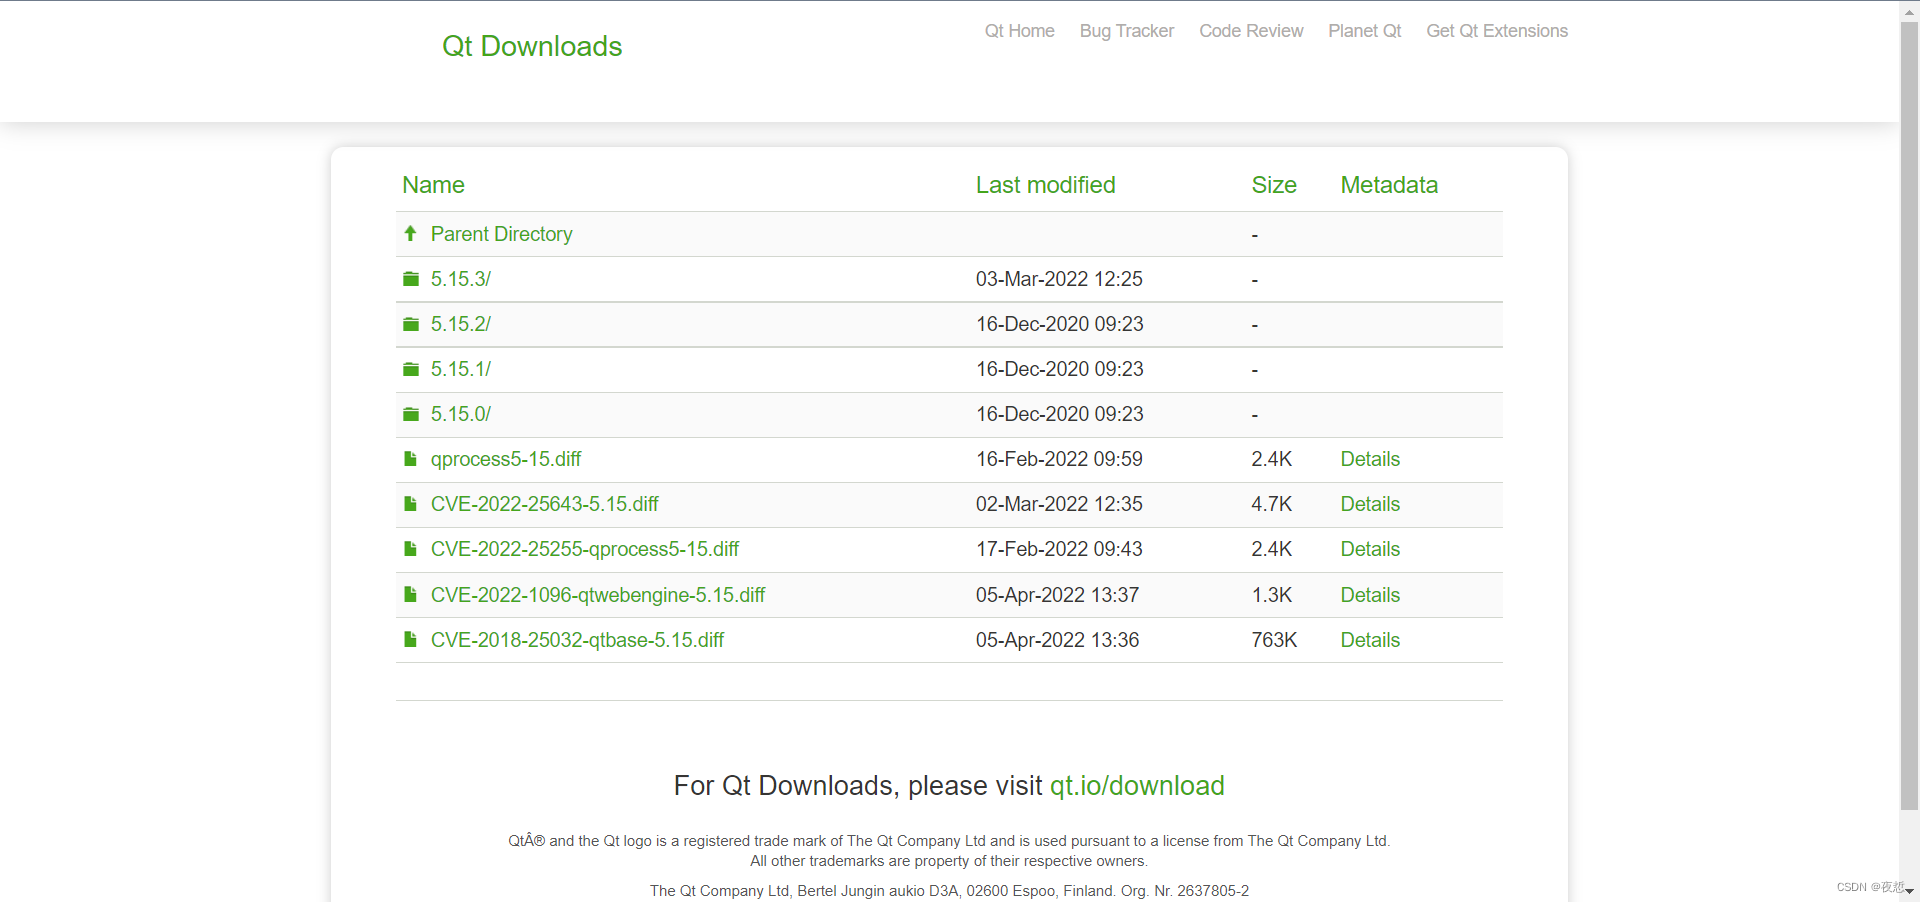 Qt Downloads
Qt Home Bug Tracker Code Review Planet Qt Get Qt Extensions
Name Last modified Size Metadata
Parent Directory -
5.15.3/ 03-Mar-2022 12:25 -
5.15.2/ 16-Dec-2020 09:23 -
5.15.1/ 16-Dec-2020 09:23 -
5.15.0/ 16-Dec-2020 09:23 -
qprocess5-15.diff 16-Feb-2022 09:59 2.4K Details
CVE-2022-25643-5.15.diff 02-Mar-2022 12:35 4.7K Details
CVE-2022-25255-qprocess5-15.diff 17-Feb-2022 09:43 2.4K Details
CVE-2022-1096-qtwebengine-5.15.diff 05-Apr-2022 13:37 1.3K Details
CVE-2018-25032-qtbase-5.15.diff 05-Apr-2022 13:36 763K Details
For Qt Downloads, please visit qt.io/download
QtÂ® and the Qt logo is a registered trade mark of The Qt Company Ltd and is used pursuant to a license from The Qt Company Ltd.
All other trademarks are property of their respective owners.
The Qt Company Ltd, Bertel Jungin aukio D3A, 02600 Espoo, Finland. Org. Nr. 2637805-2
CSDN